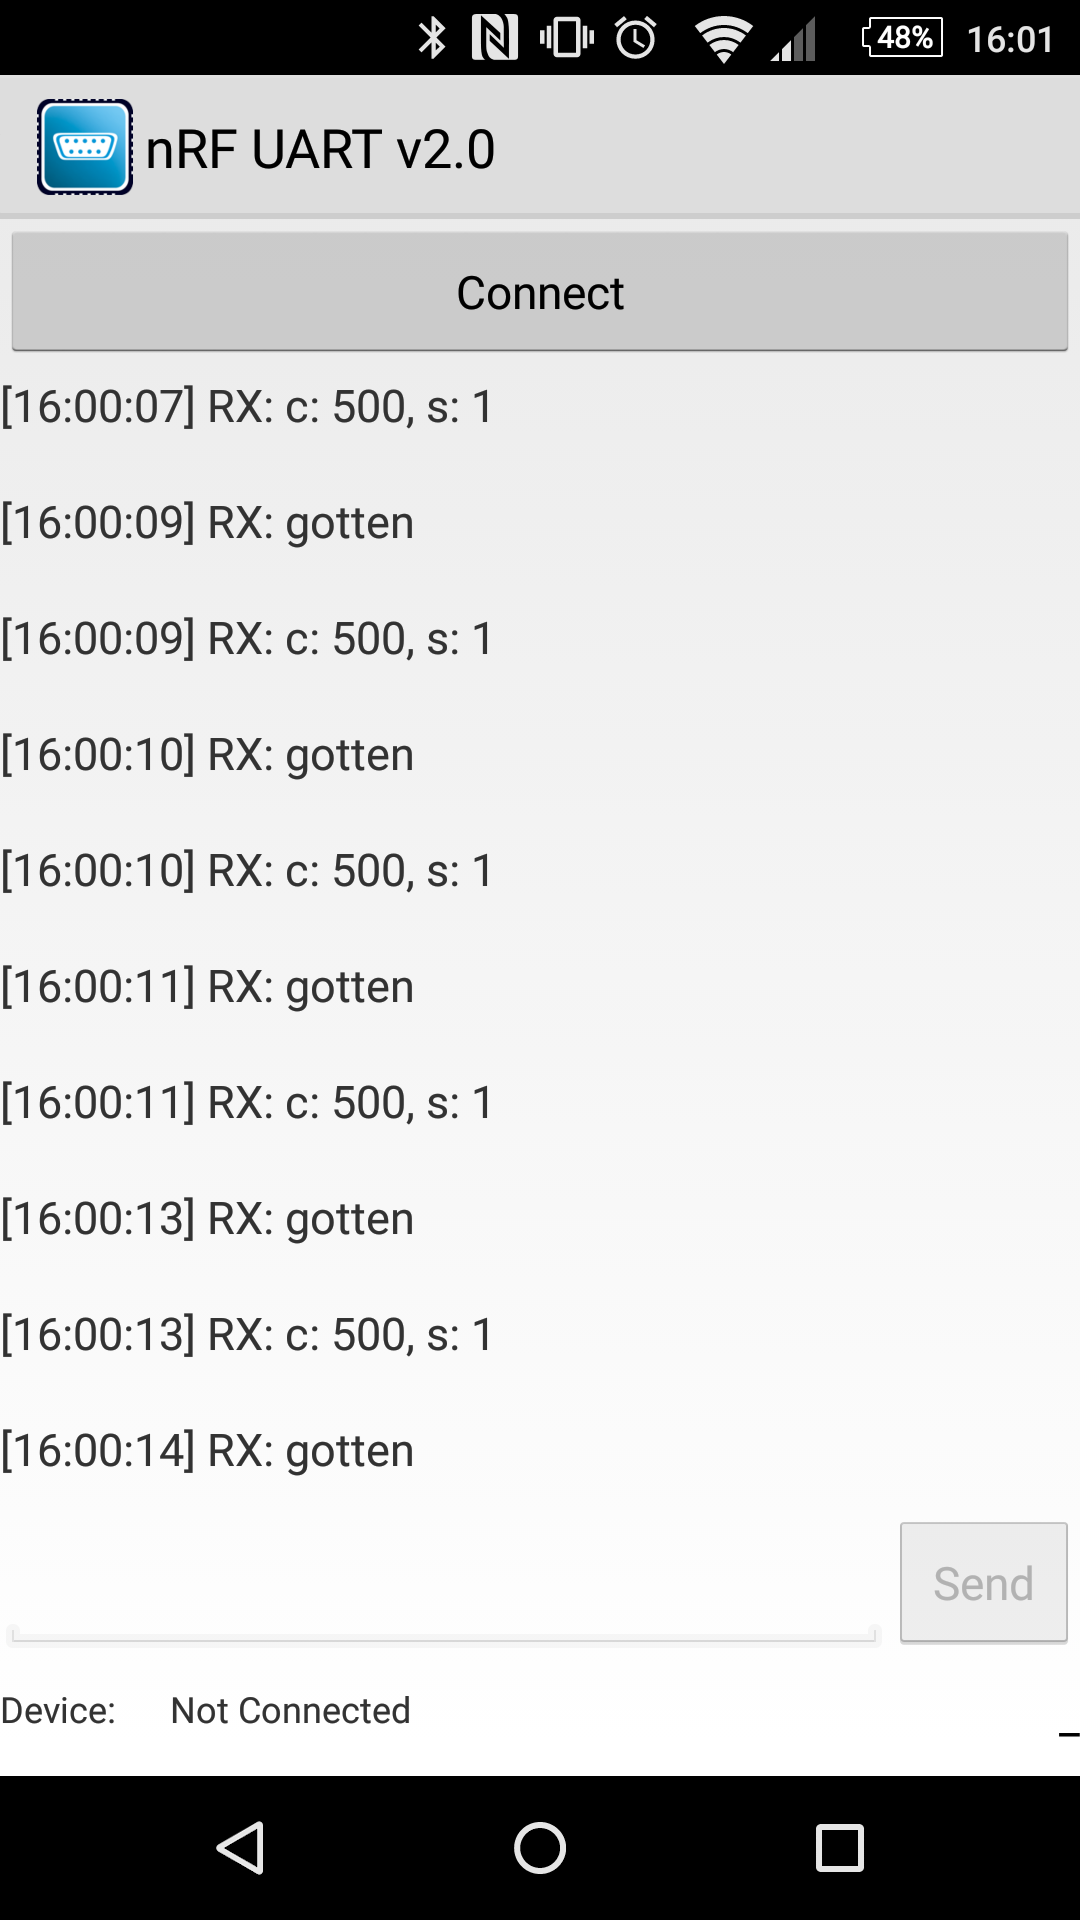 48% 16:01
nRF UART v2.0
Connect
[16:00:07] RX: c: 500, s: 1
[16:00:09] RX: gotten
[16:00:09] RX: c: 500, s: 1
[16:00:10] RX: gotten
[16:00:10] RX: c: 500, s: 1
[16:00:11] RX: gotten
[16:00:11] RX: c: 500, s: 1
[16:00:13] RX: gotten
[16:00:13] RX: c: 500, s: 1
[16:00:14] RX: gotten
Send
Device: Not Connected